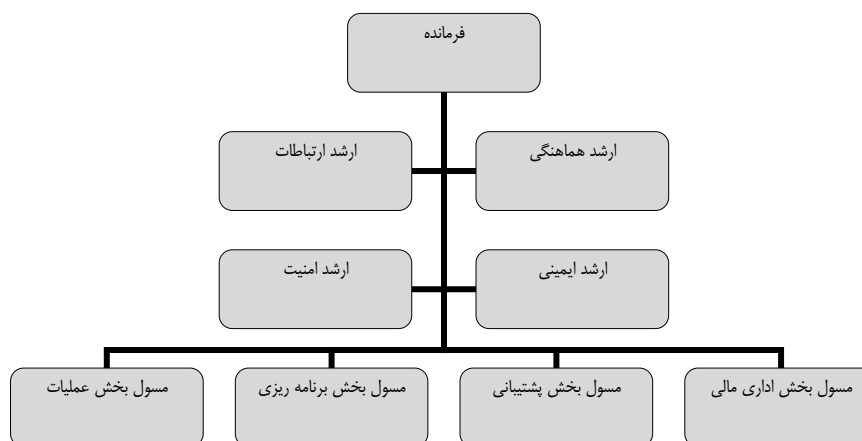 فرمانده
ارشد هماهنگی
ارشد ارتباطات
ارشد ایمینی
ارشد امنیت
مسول بخش اداری مالی
مسول بخش پشتیبانی
مسول بخش برنامه ریزی
مسول بخش عملیات